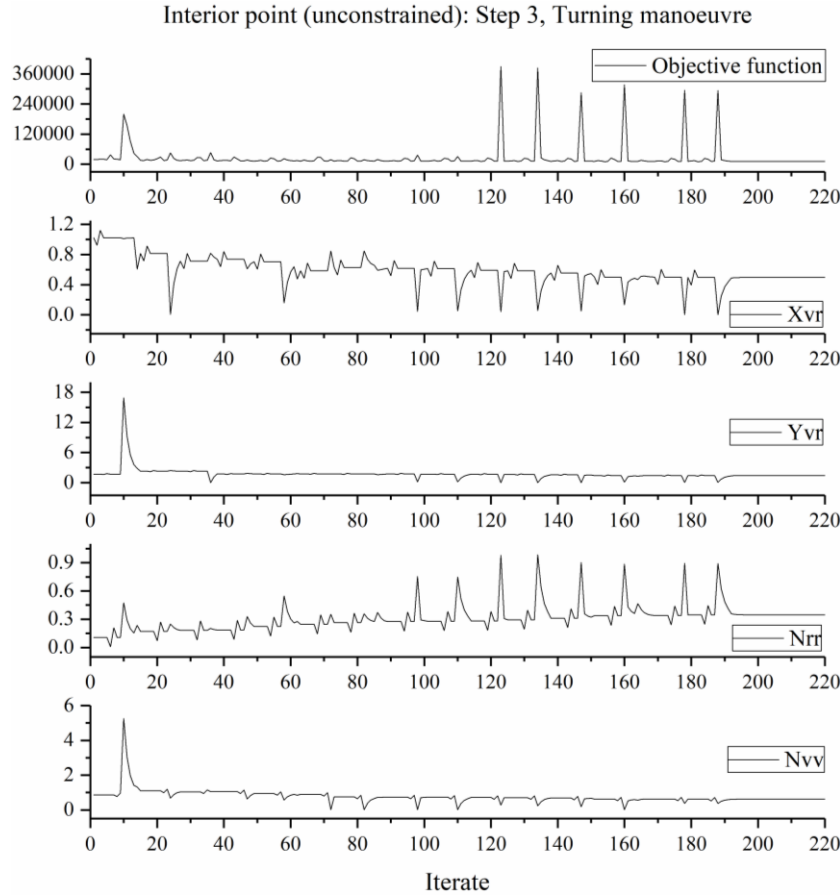 Interior point (unconstrained): Step 3, Turning manoeuvre
360000
240000
120000
0
Objective function
0 20 40 60 80 100 120 140 160 180 200 220
1.2
0.8
0.4
0.0
Xvr
0 20 40 60 80 100 120 140 160 180 200 220
18
12
6
0
Yvr
0 20 40 60 80 100 120 140 160 180 200 220
0.9
0.6
0.3
0.0
Nrr
0 20 40 60 80 100 120 140 160 180 200 220
6
4
2
0
Nvv
0 20 40 60 80 100 120 140 160 180 200 220
Iterate